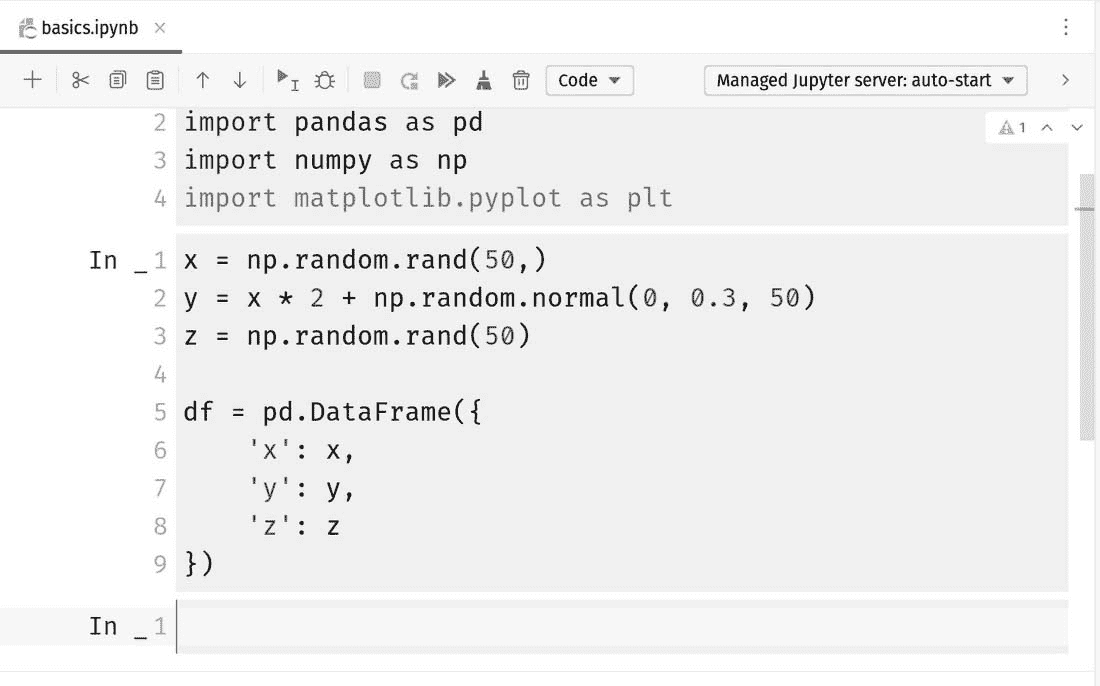 basics.ipynb
Code
Managed Jupyter server: auto-start
2 import pandas as pd
1
3 import numpy as np
4 import matplotlib.pyplot as plt
In _ 1 x = np.random.rand(50,)
2 y = x * 2 + np.random.normal(0, 0.3, 50)
3 z = np.random.rand(50)
4
5 df = pd.DataFrame({
6     'x': x,
7     'y': y,
8     'z': z
9 })
In _ 1